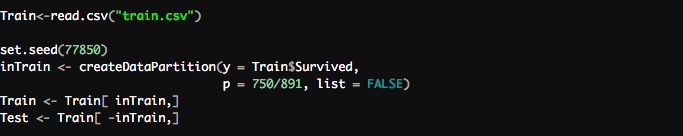 Train<-read.csv("train.csv")
set.seed(77850)
inTrain <- createDataPartition(y = Train$Survived,
p = 750/891, list = FALSE)
Train <- Train[ inTrain,]
Test <- Train[ -inTrain,]